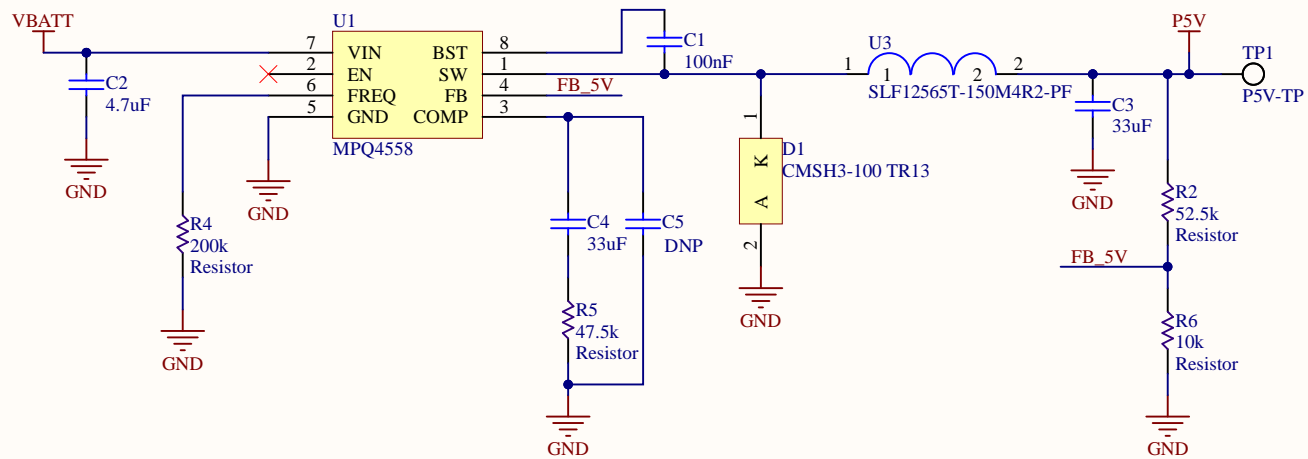 VBATT
C2
4.7uF
GND
U1
7 VIN BST 8
2 EN SW 1
6 FREQ FB 4
5 GND COMP 3
MPQ4558
FB_5V
GND
R4
200k
Resistor
GND
C1
100nF
C4
33uF
C5
DNP
R5
47.5k
Resistor
GND
1
K
A
2
D1
CMSH3-100 TR13
GND
U3
1 1 2 2
SLF12565T-150M4R2-PF
P5V
TP1
P5V-TP
C3
33uF
GND
R2
52.5k
Resistor
FB_5V
R6
10k
Resistor
GND